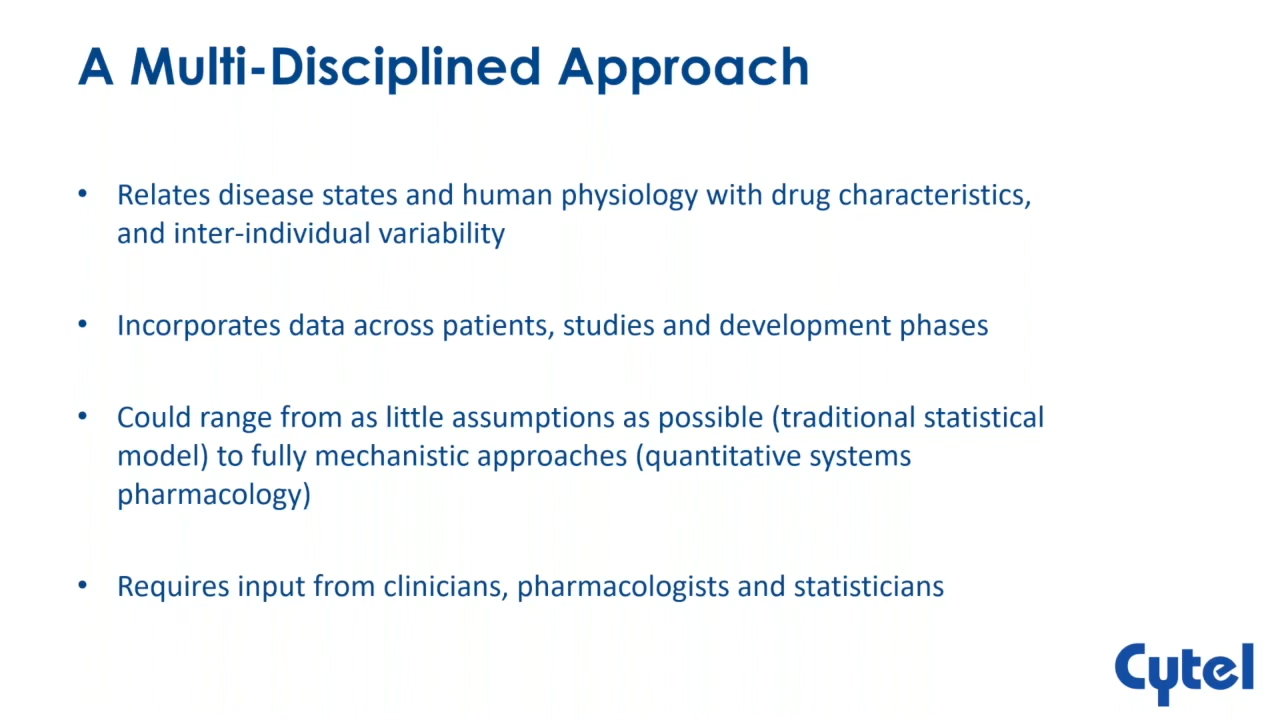 A Multi-Disciplined Approach
• Relates disease states and human physiology with drug characteristics,
and inter-individual variability
• Incorporates data across patients, studies and development phases
• Could range from as little assumptions as possible (traditional statistical
model) to fully mechanistic approaches (quantitative systems
pharmacology)
• Requires input from clinicians, pharmacologists and statisticians
Cytel